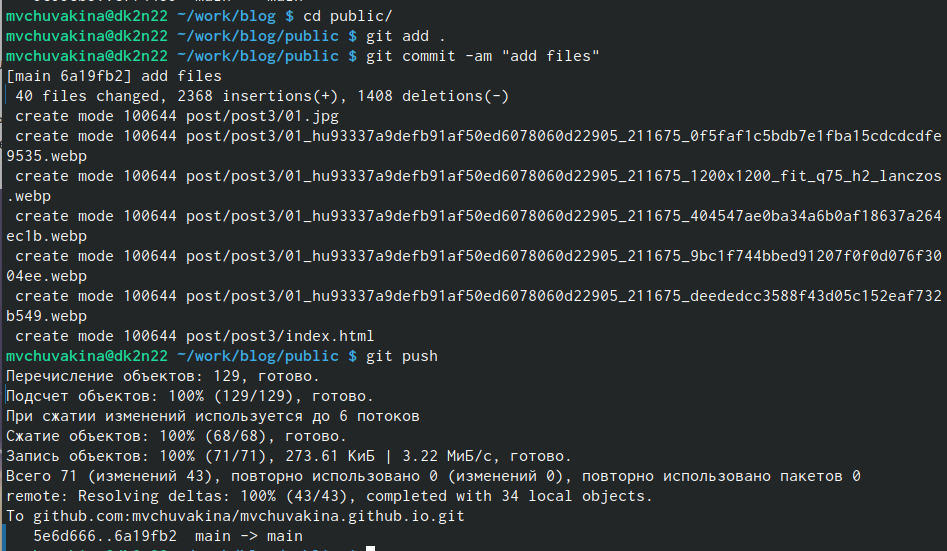 mvchuvakina@dk2n22 ~/work/blog $ cd public/
mvchuvakina@dk2n22 ~/work/blog/public $ git add .
mvchuvakina@dk2n22 ~/work/blog/public $ git commit -am "add files"
[main 6a19fb2] add files
 40 files changed, 2368 insertions(+), 1408 deletions(-)
 create mode 100644 post/post3/01.jpg
 create mode 100644 post/post3/01_hu93337a9defb91af50ed6078060d22905_211675_0f5faf1c5bdb7e1fba15cdcdcdfe
9535.webp
 create mode 100644 post/post3/01_hu93337a9defb91af50ed6078060d22905_211675_1200x1200_fit_q75_h2_lanczos
.webp
 create mode 100644 post/post3/01_hu93337a9defb91af50ed6078060d22905_211675_404547ae0ba34a6b0af18637a264
ec1b.webp
 create mode 100644 post/post3/01_hu93337a9defb91af50ed6078060d22905_211675_9bc1f744bbed91207f0f0d076f30
04ee.webp
 create mode 100644 post/post3/01_hu93337a9defb91af50ed6078060d22905_211675_deededcc3588f43d05c152eaf732
b549.webp
 create mode 100644 post/post3/index.html
mvchuvakina@dk2n22 ~/work/blog/public $ git push
Перечисление объектов: 129, готово.
Подсчет объектов: 100% (129/129), готово.
При сжатии изменений используется до 6 потоков
Сжатие объектов: 100% (68/68), готово.
Запись объектов: 100% (71/71), 273.61 КиБ | 3.22 МиБ/с, готово.
Всего 71 (изменений 43), повторно использовано 0 (изменений 0), повторно использовано пакетов 0
remote: Resolving deltas: 100% (43/43), completed with 34 local objects.
To github.com:mvchuvakina/mvchuvakina.github.io.git
   5e6d666..6a19fb2  main -> main